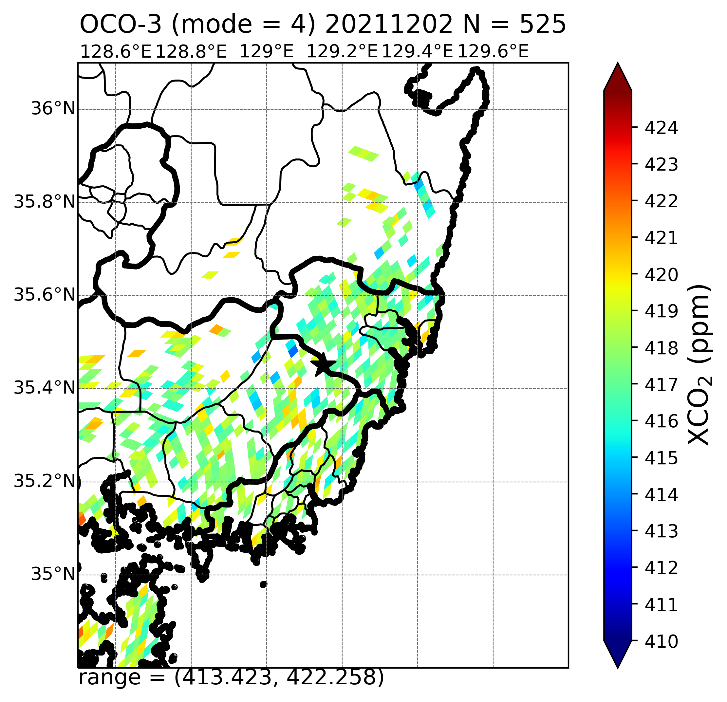 OCO-3 (mode = 4) 20211202 N = 525
128.6°E 128.8°E 129°E 129.2°E 129.4°E 129.6°E
36°N
35.8°N
35.6°N
35.4°N
35.2°N
35°N
range = (413.423, 422.258)
424
423
422
421
420
419
418
417
416
415
414
413
412
411
410
XCO₂ (ppm)